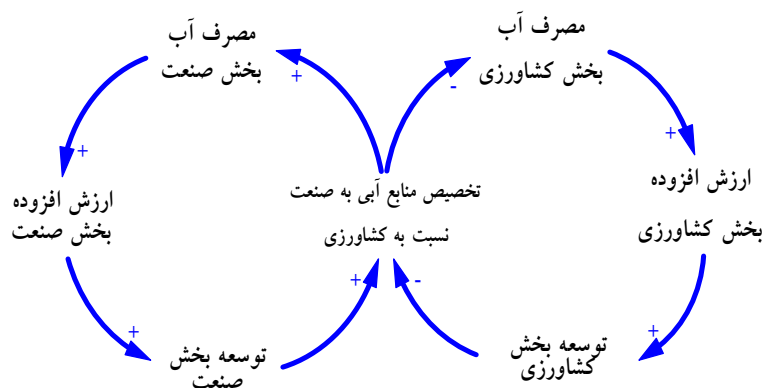 مصرف آب
بخش کشاورزی
+
ارزش افزوده
بخش کشاورزی
+
توسعه بخش
کشاورزی
-
تخصیص منابع آبی به صنعت
نسبت به کشاورزی
-
+
مصرف آب
بخش صنعت
+
ارزش افزوده
بخش صنعت
+
توسعه بخش
صنعت
+